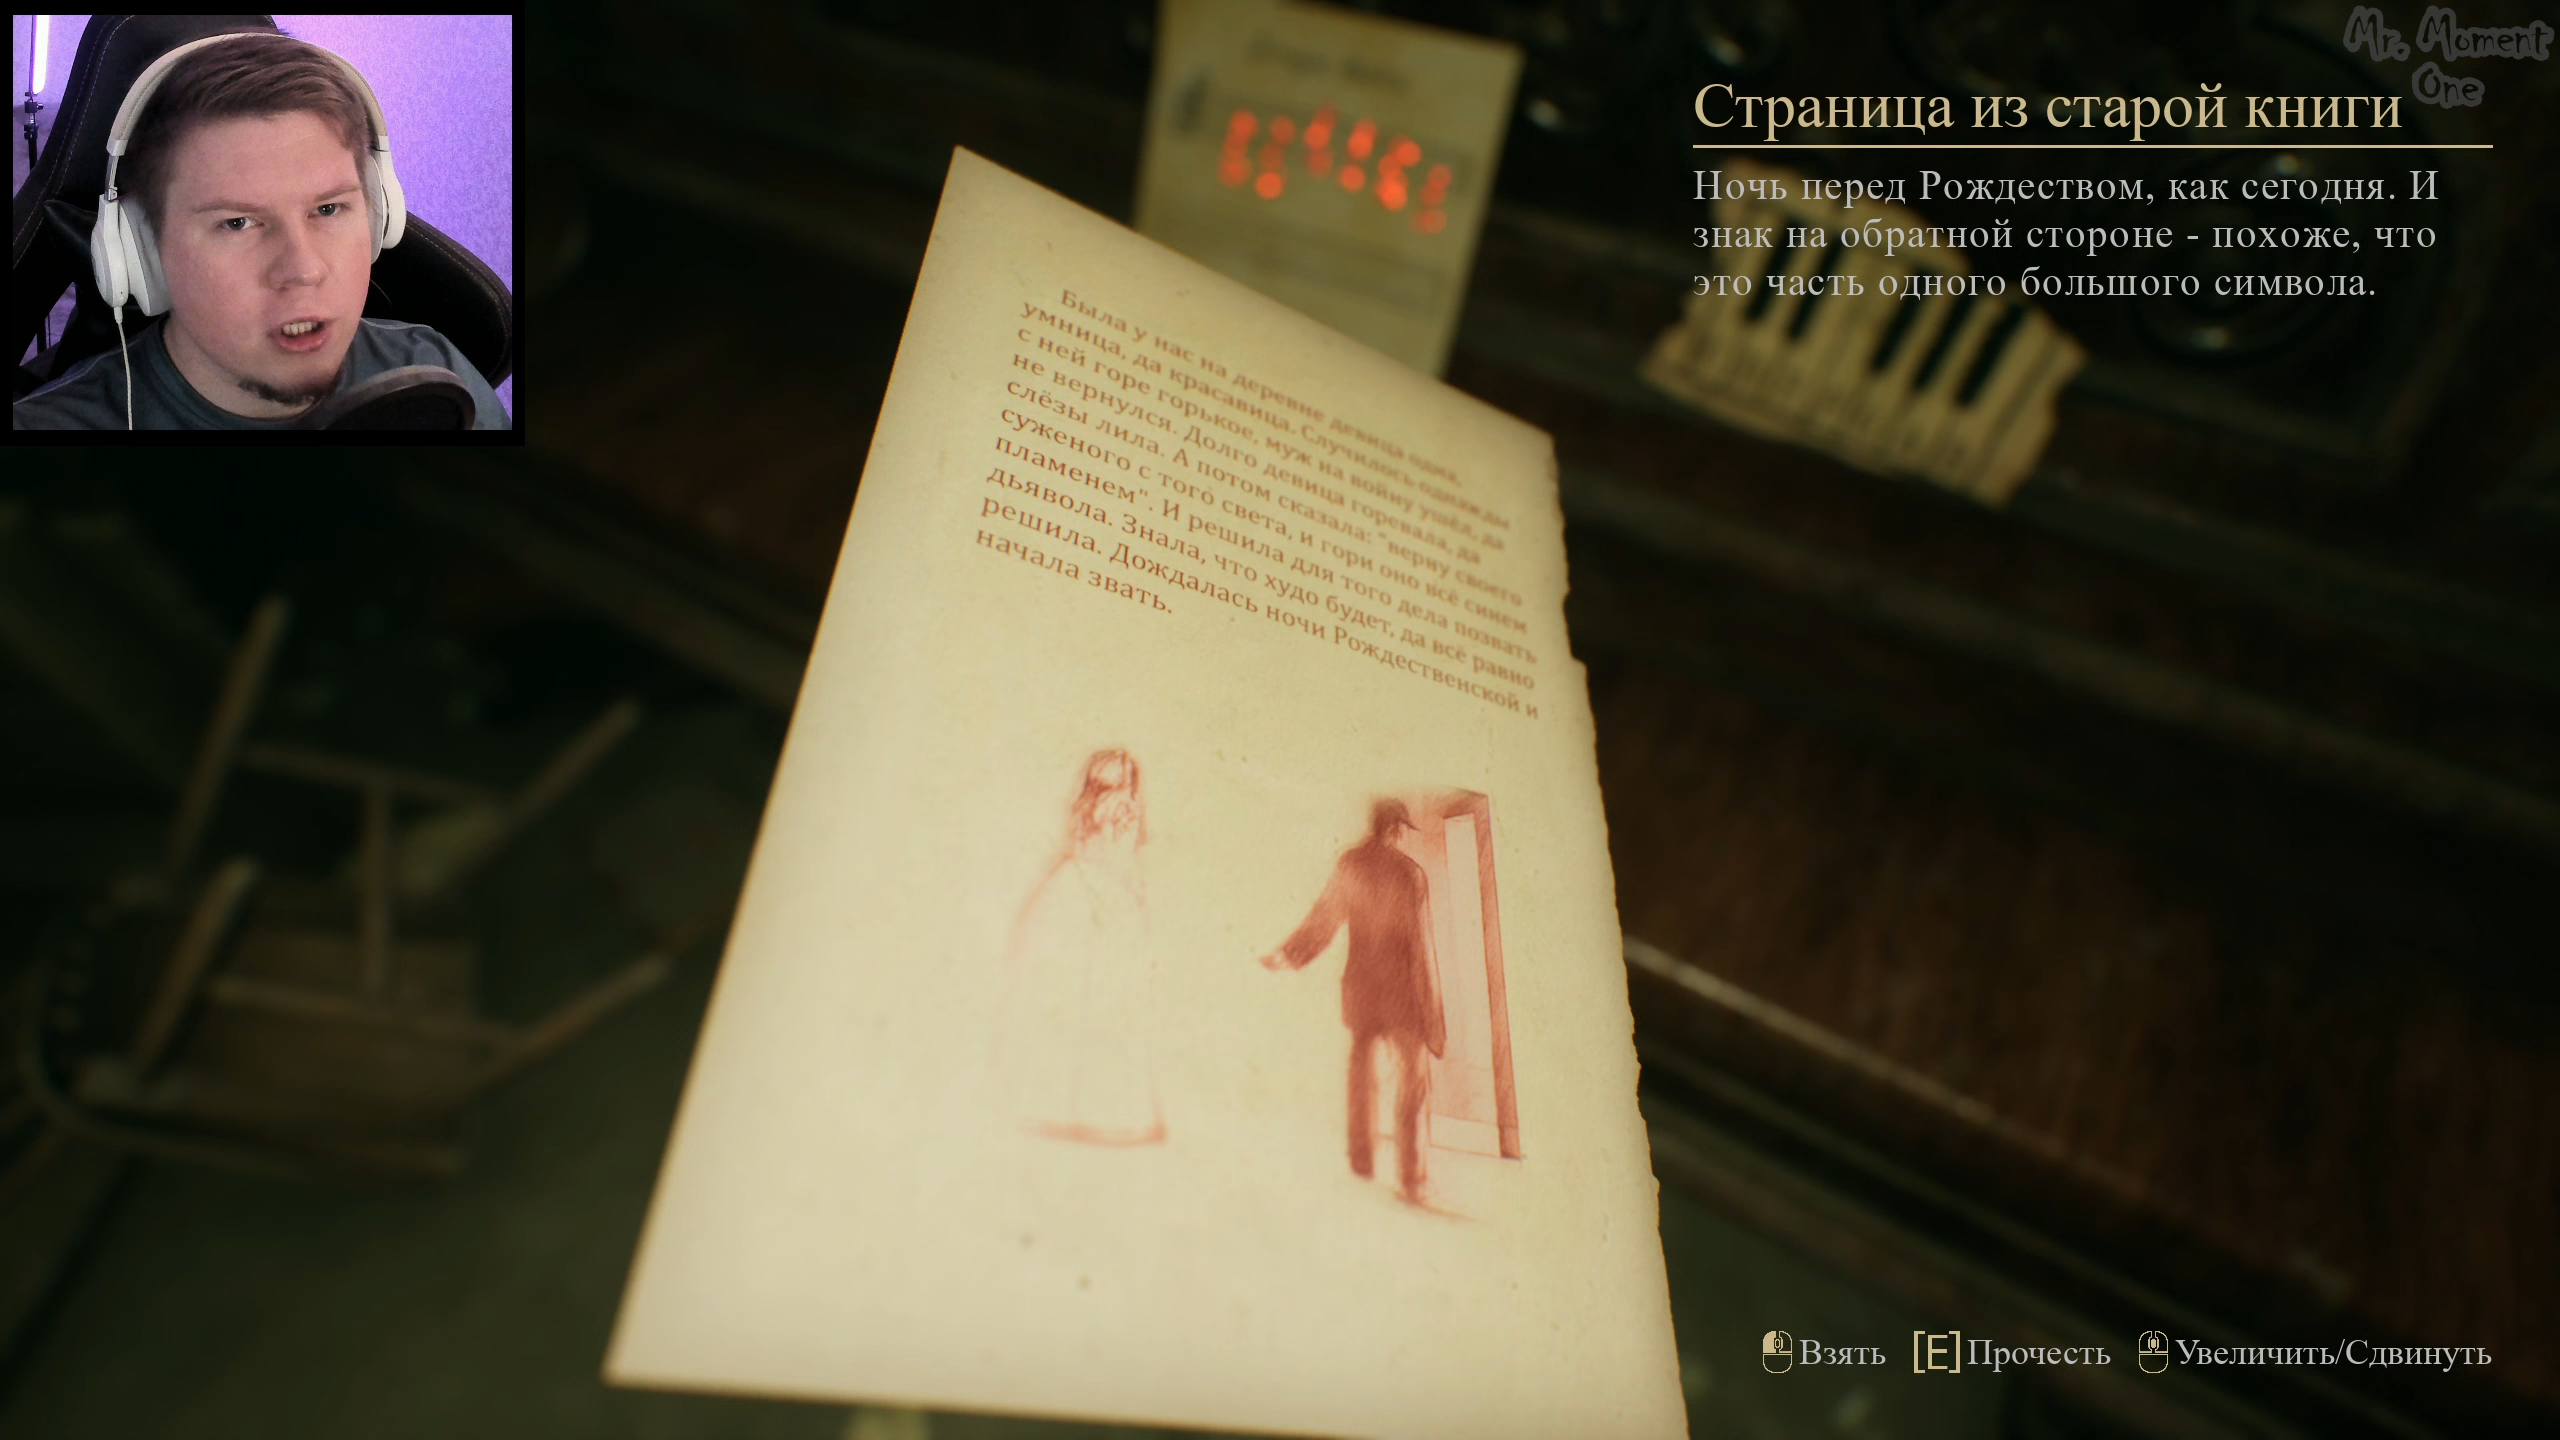 Mr. Moment
One
Страница из старой книги
Ночь перед Рождеством, как сегодня. И
знак на обратной стороне - похоже, что
это часть одного большого символа.
Была у нас на деревне девица одна,
умница, да красавица. Случилось однажды
с ней горе горькое, муж на войну ушёл, да
не вернулся. Долго девица горевала, да
слёзы лила. А потом сказала: "верну своего
суженого с того света, и гори оно всё синем
пламенем". И решила для того дела позвать
дьявола. Знала, что худо будет, да всё равно
решила. Дождалась ночи Рождественской и
начала звать.
Взять [E] Прочесть Увеличить/Сдвинуть